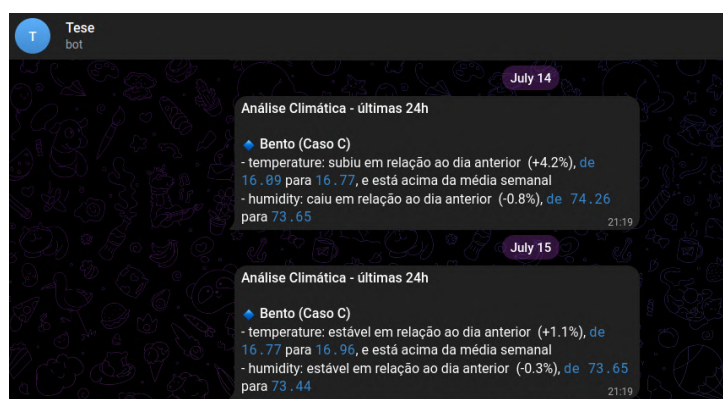 T
Tese
bot
July 14
Análise Climática - últimas 24h
Bento (Caso C)
- temperature: subiu em relação ao dia anterior (+4.2%), de
16.09 para 16.77, e está acima da média semanal
- humidity: caiu em relação ao dia anterior (-0.8%), de 74.26
para 73.65
21:19
July 15
Análise Climática - últimas 24h
Bento (Caso C)
- temperature: estável em relação ao dia anterior (+1.1%), de
16.77 para 16.96, e está acima da média semanal
- humidity: estável em relação ao dia anterior (-0.3%), de 73.65
para 73.44
21:19